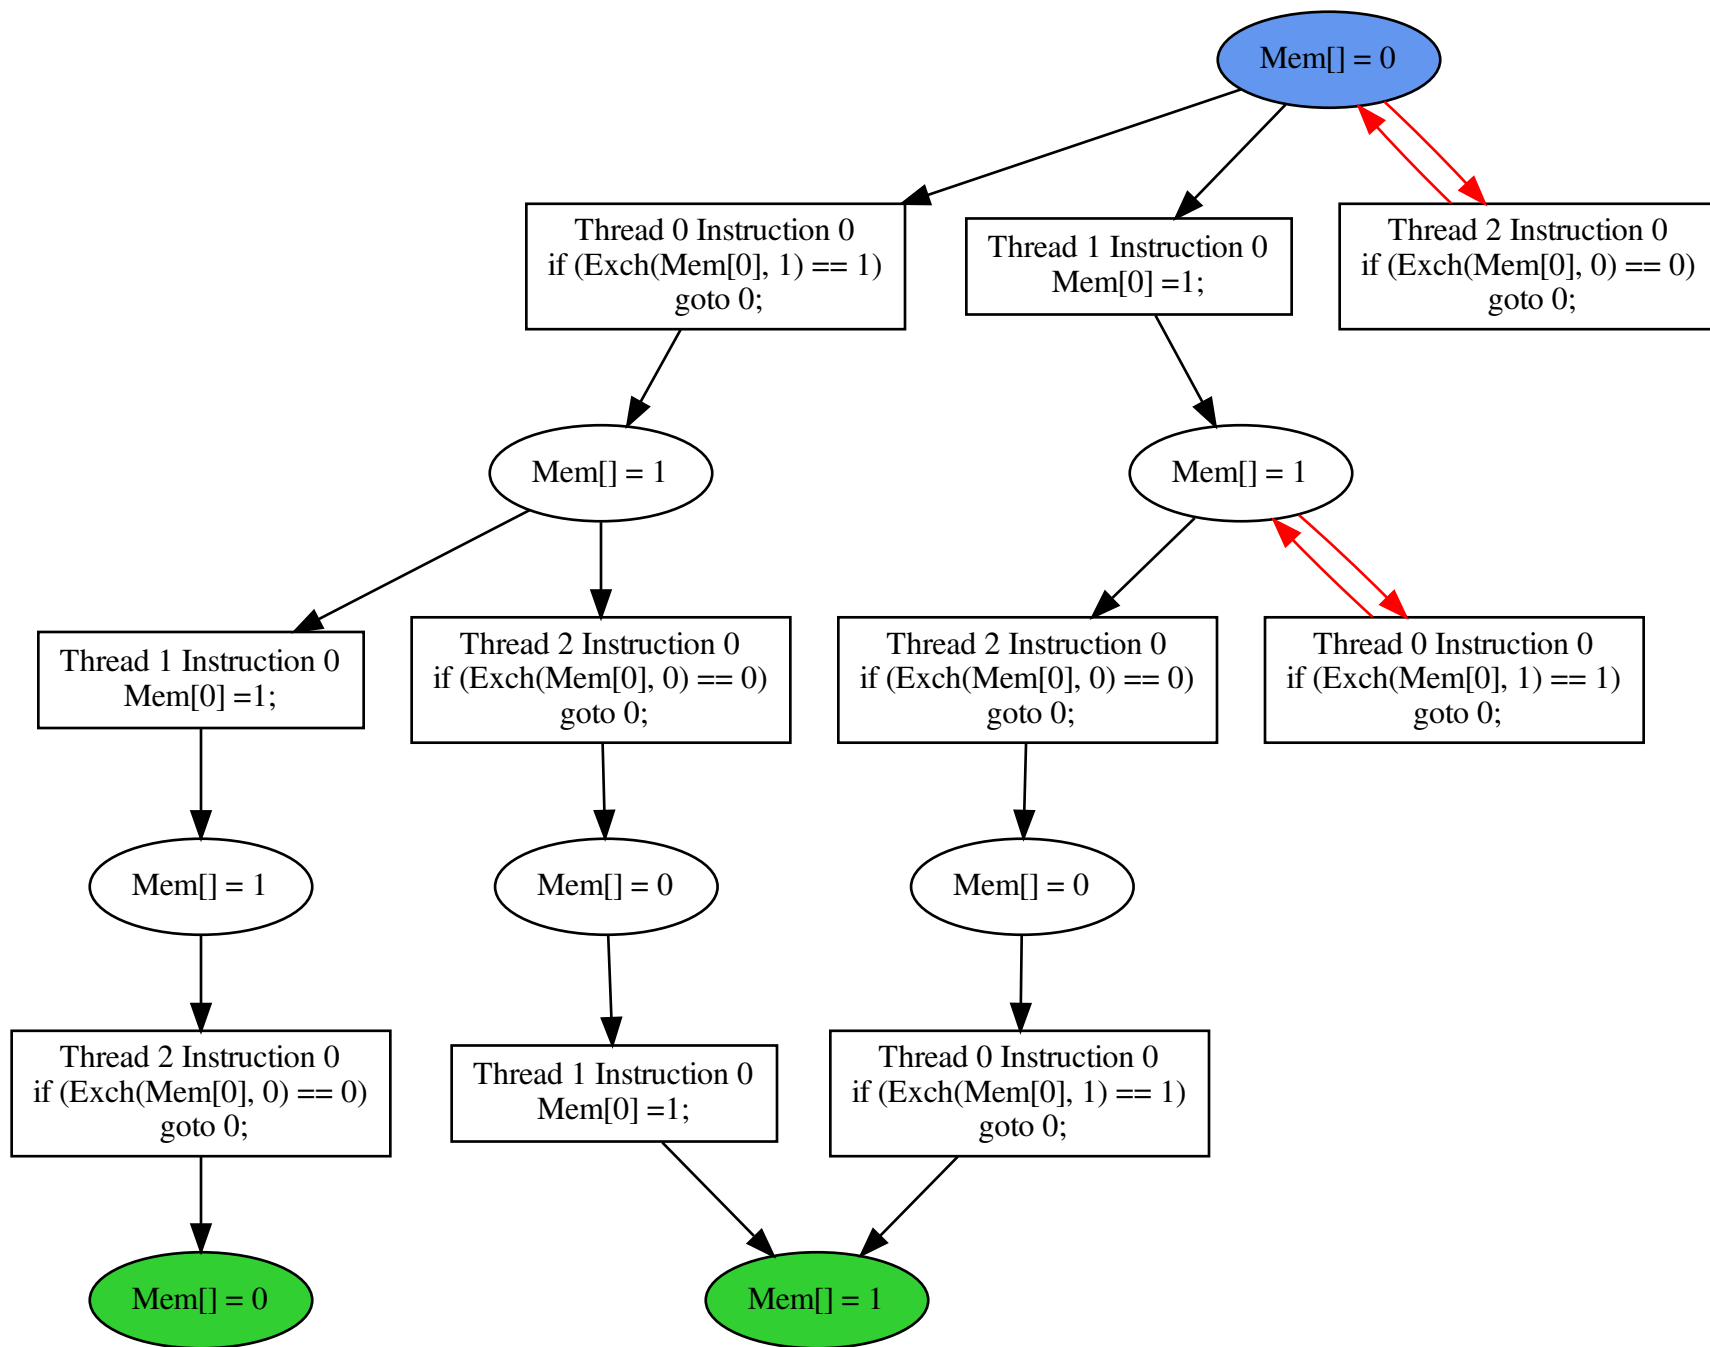 Mem[] = 0
Thread 0 Instruction 0
if (Exch(Mem[0], 1) == 1)
goto 0;
Thread 1 Instruction 0
Mem[0] =1;
Thread 2 Instruction 0
if (Exch(Mem[0], 0) == 0)
goto 0;
Mem[] = 1
Mem[] = 1
Thread 1 Instruction 0
Mem[0] =1;
Thread 2 Instruction 0
if (Exch(Mem[0], 0) == 0)
goto 0;
Thread 2 Instruction 0
if (Exch(Mem[0], 0) == 0)
goto 0;
Thread 0 Instruction 0
if (Exch(Mem[0], 1) == 1)
goto 0;
Mem[] = 1
Mem[] = 0
Mem[] = 0
Thread 2 Instruction 0
if (Exch(Mem[0], 0) == 0)
goto 0;
Thread 1 Instruction 0
Mem[0] =1;
Thread 0 Instruction 0
if (Exch(Mem[0], 1) == 1)
goto 0;
Mem[] = 0
Mem[] = 1